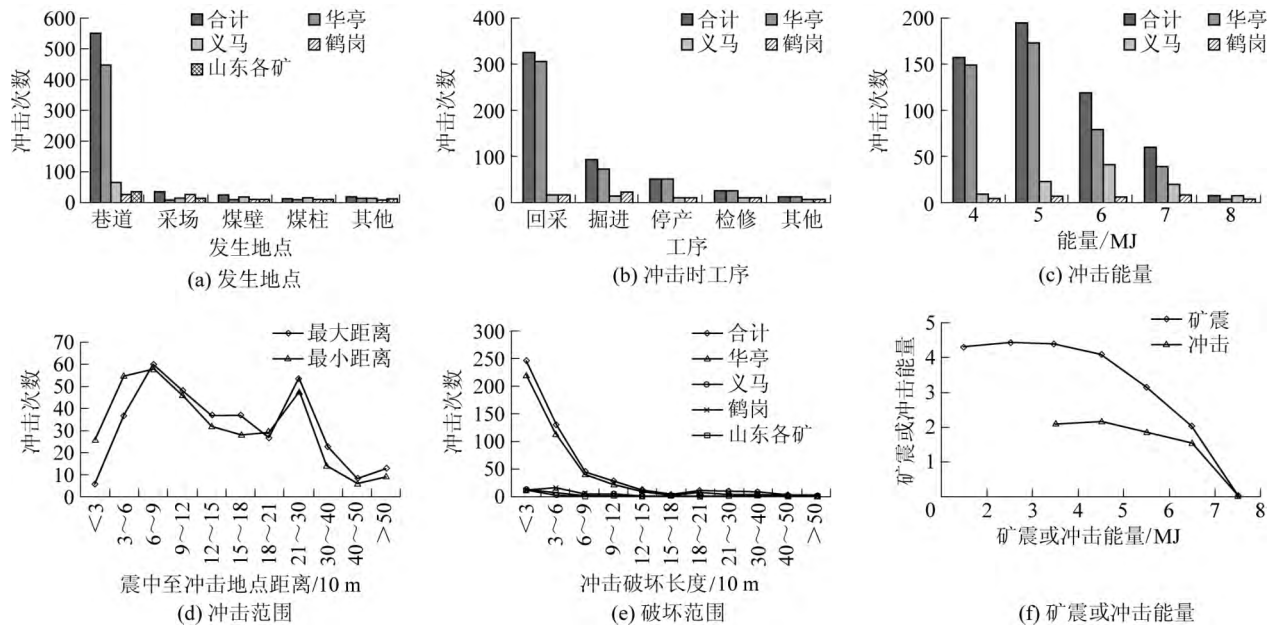 600
500
400
300
200
100
0
冲击次数
合计 华亭
义马 鹤岗
山东各矿
巷道 采场 煤壁 煤柱 其他
发生地点
(a) 发生地点
400
300
200
100
0
冲击次数
合计 华亭
义马 鹤岗
回采 掘进 停产 检修 其他
工序
(b) 冲击时工序
200
150
100
50
0
冲击次数
合计 华亭
义马 鹤岗
4 5 6 7 8
能量/MJ
(c) 冲击能量
70
60
50
40
30
20
10
0
冲击次数
最大距离
最小距离
<3 3~6 6~9 9~12 12~15 15~18 18~21 21~30 30~40 40~50 >50
震中至冲击地点距离/10 m
(d) 冲击范围
300
250
200
150
100
50
0
冲击次数
合计
华亭
义马
鹤岗
山东各矿
<3 3~6 6~9 9~12 12~15 15~18 18~21 21~30 30~40 40~50 >50
冲击破坏长度/10 m
(e) 破坏范围
5
4
3
2
1
0
矿震或冲击能量
矿震
冲击
2 3 4 5 6 7 8
矿震或冲击能量/MJ
(f) 矿震或冲击能量